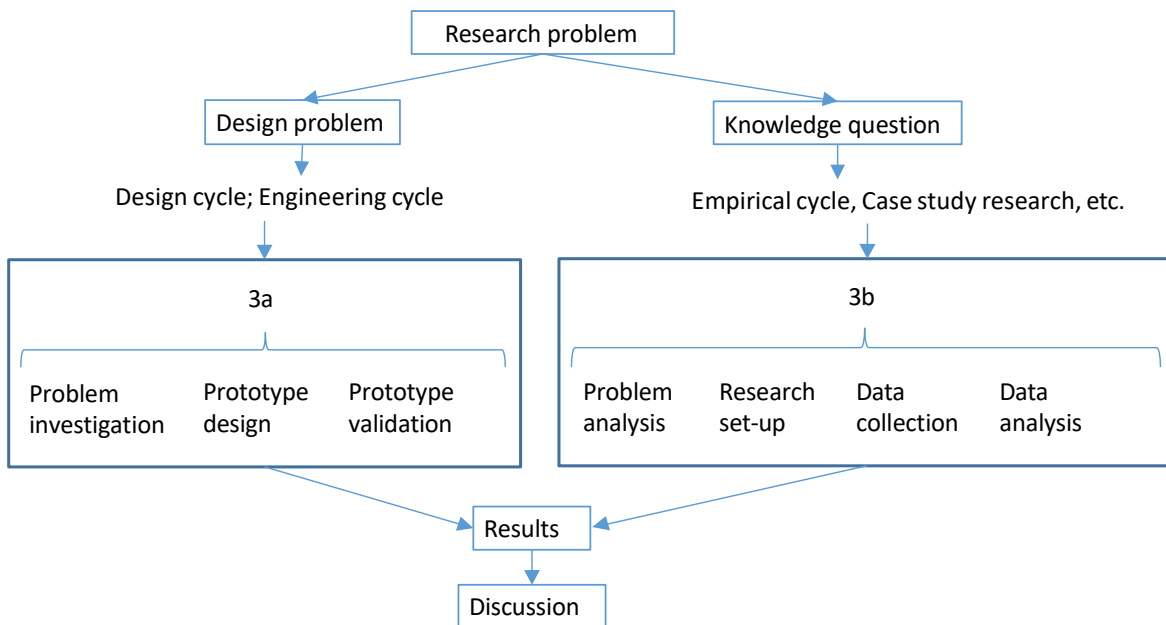 Research problem
Design problem
Knowledge question
Design cycle; Engineering cycle
Empirical cycle, Case study research, etc.
3a
3b
Problem
investigation
Prototype
design
Prototype
validation
Problem
analysis
Research
set-up
Data
collection
Data
analysis
Results
Discussion